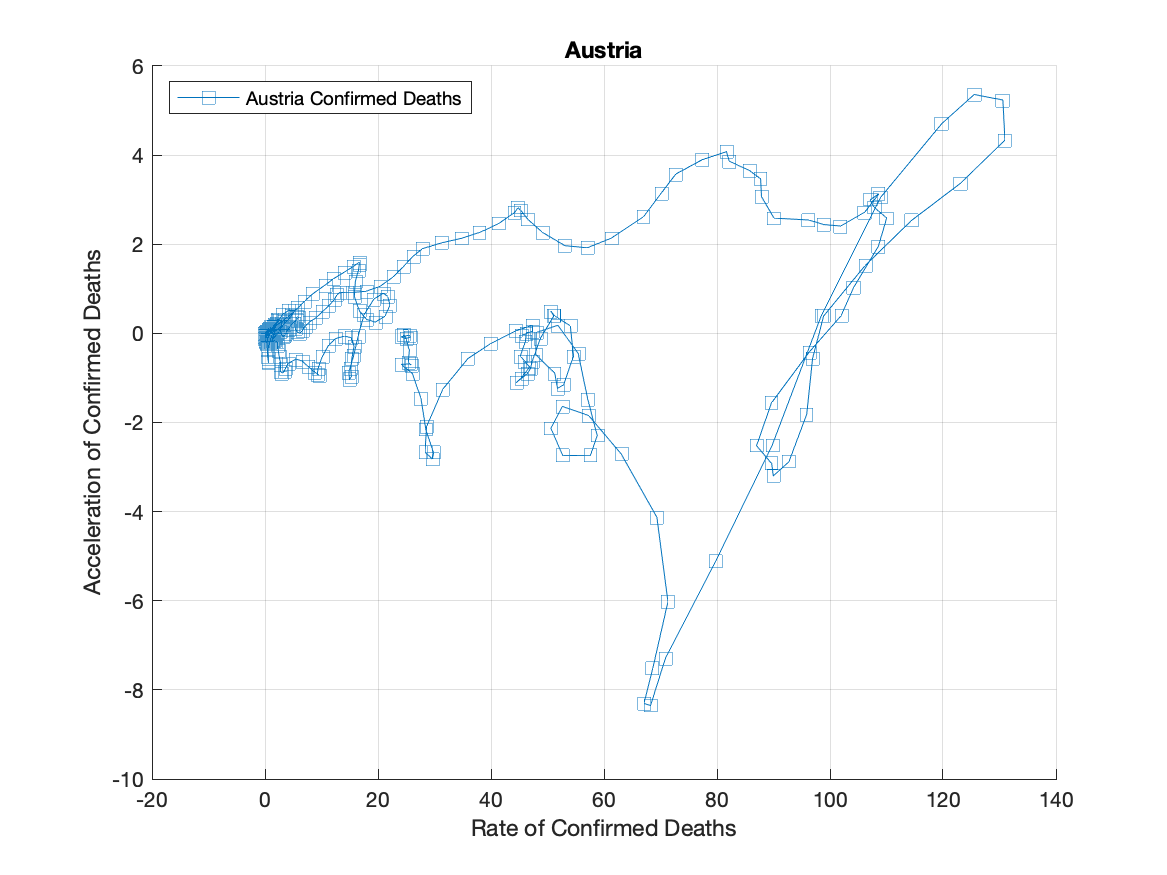 Austria
Austria Confirmed Deaths
6
4
2
0
-2
-4
-6
-8
-10
Acceleration of Confirmed Deaths
-20 0 20 40 60 80 100 120 140
Rate of Confirmed Deaths